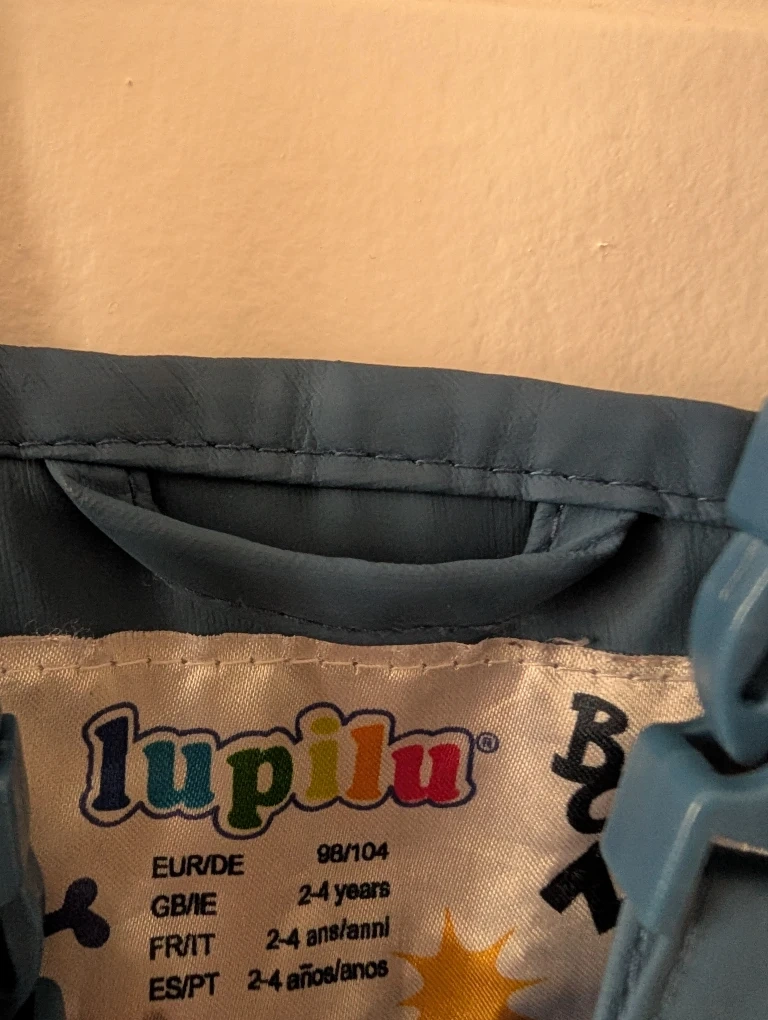 lupilu®
EUR/DE 98/104
GB/IE 2-4 years
FR/IT 2-4 ans/anni
ES/PT 2-4 años/anos